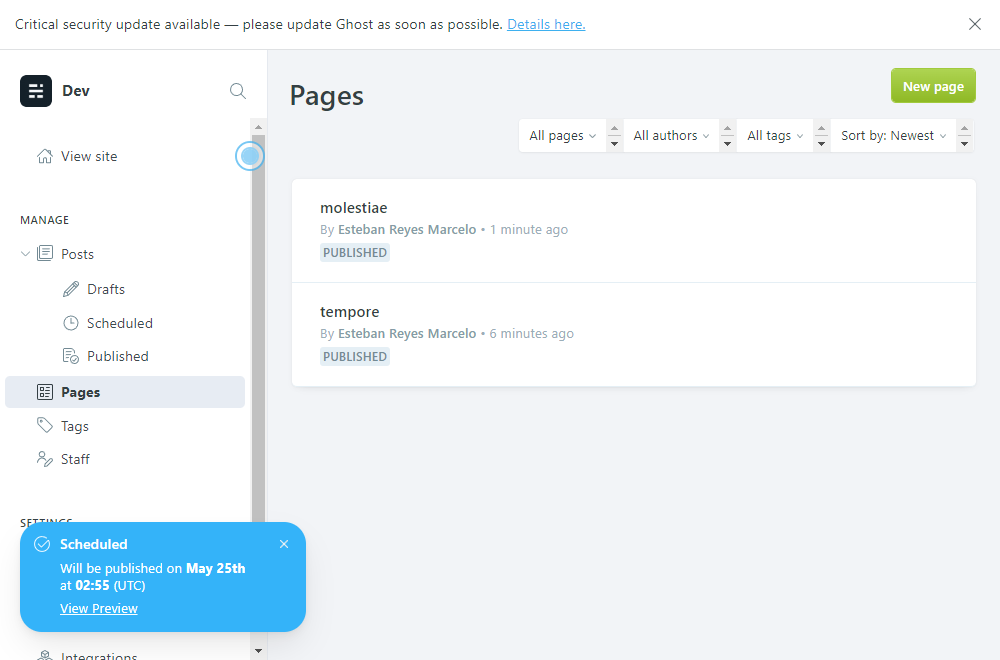 Critical security update available — please update Ghost as soon as possible. Details here.
Dev
View site
MANAGE
Posts
Drafts
Scheduled
Published
Pages
Tags
Staff
SETTINGS
Scheduled
Will be published on May 25th
at 02:55 (UTC)
View Preview
Integrations
Pages
New page
All pages
All authors
All tags
Sort by: Newest
molestiae
By Esteban Reyes Marcelo • 1 minute ago
PUBLISHED
tempore
By Esteban Reyes Marcelo • 6 minutes ago
PUBLISHED